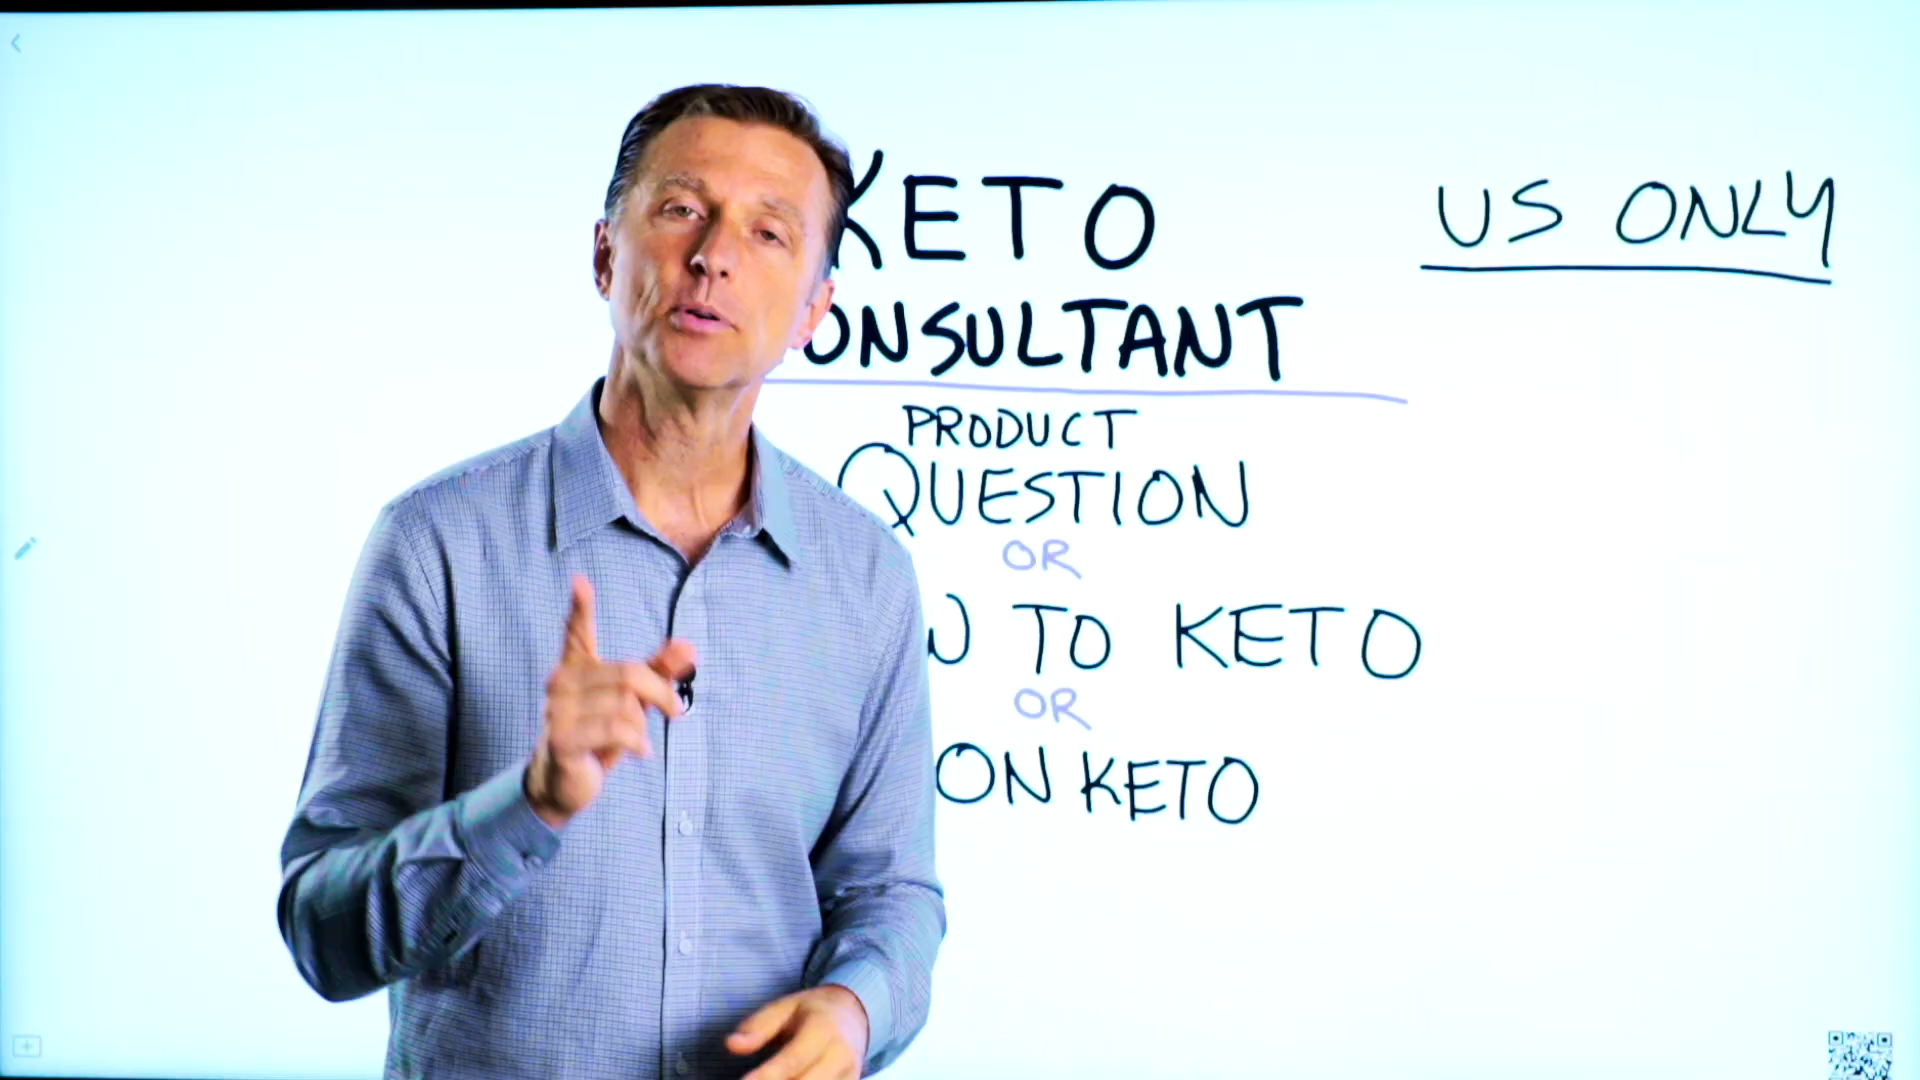 KETO
US ONLY
ONSULTANT
PRODUCT
QUESTION
OR
TO KETO
OR
ON KETO